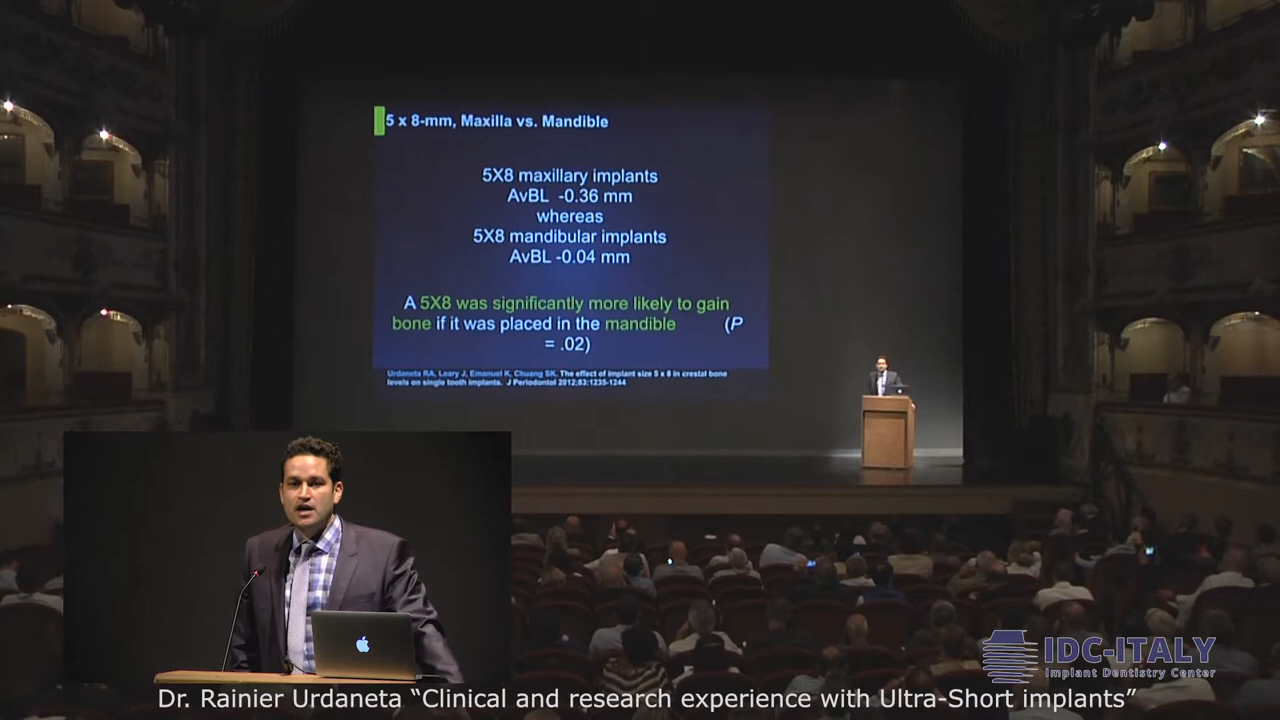 5 x 8-mm, Maxilla vs. Mandible
5X8 maxillary implants
AvBL -0.36 mm
whereas
5X8 mandibular implants
AvBL -0.04 mm
A 5X8 was significantly more likely to gain
bone if it was placed in the mandible (P
= .02)
Urdaneta RA, Leary J, Emanuel K, Chuang SK. The effect of implant size 5 x 8 in crestal bone
levels on single tooth implants. J Periodontol 2012;83:1235-1244
IDC-ITALY
Implant Dentistry Center
Dr. Rainier Urdaneta “Clinical and research experience with Ultra-Short implants”